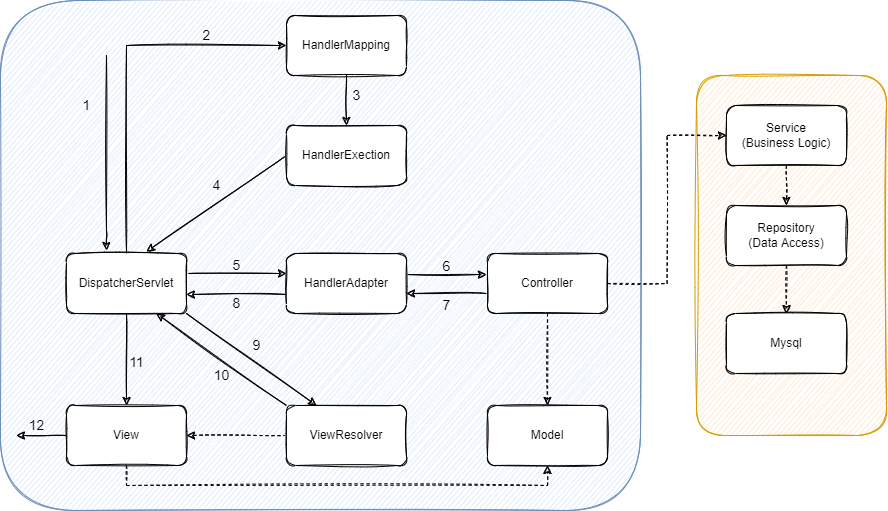 2
HandlerMapping
1
3
HandlerExection
Service
(Business Logic)
4
Repository
(Data Access)
DispatcherServlet
5
8
HandlerAdapter
6
7
Controller
Mysql
11
9
10
12
View
ViewResolver
Model